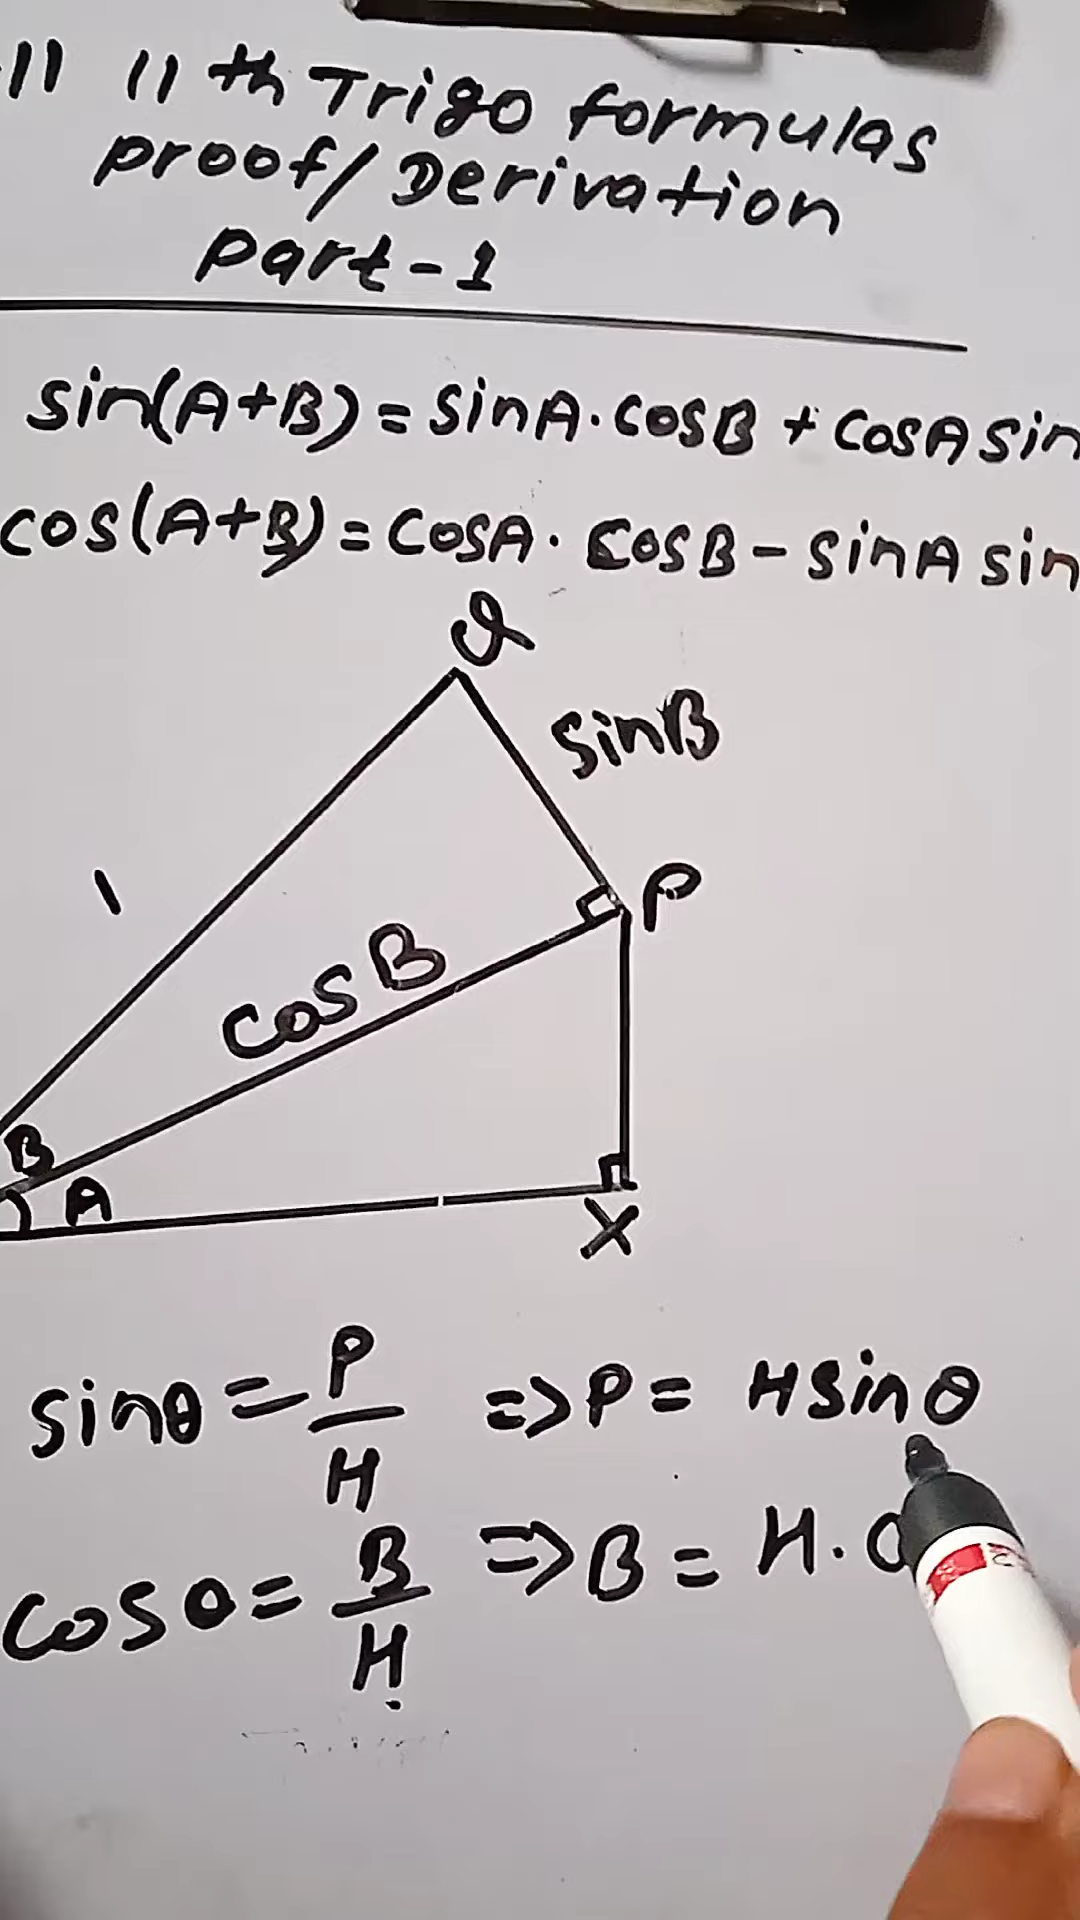 11 11th Trigo formulas
proof/Derivation
part-1
sin(A+B)=sinA.cosB + cosA sin
cos(A+B)=cosA. cosB-sinA sin
Q
sinB
1
P
cosB
B
A
X
sinθ=P/H =>P= Hsinθ
cosθ=B/H =>B= H.